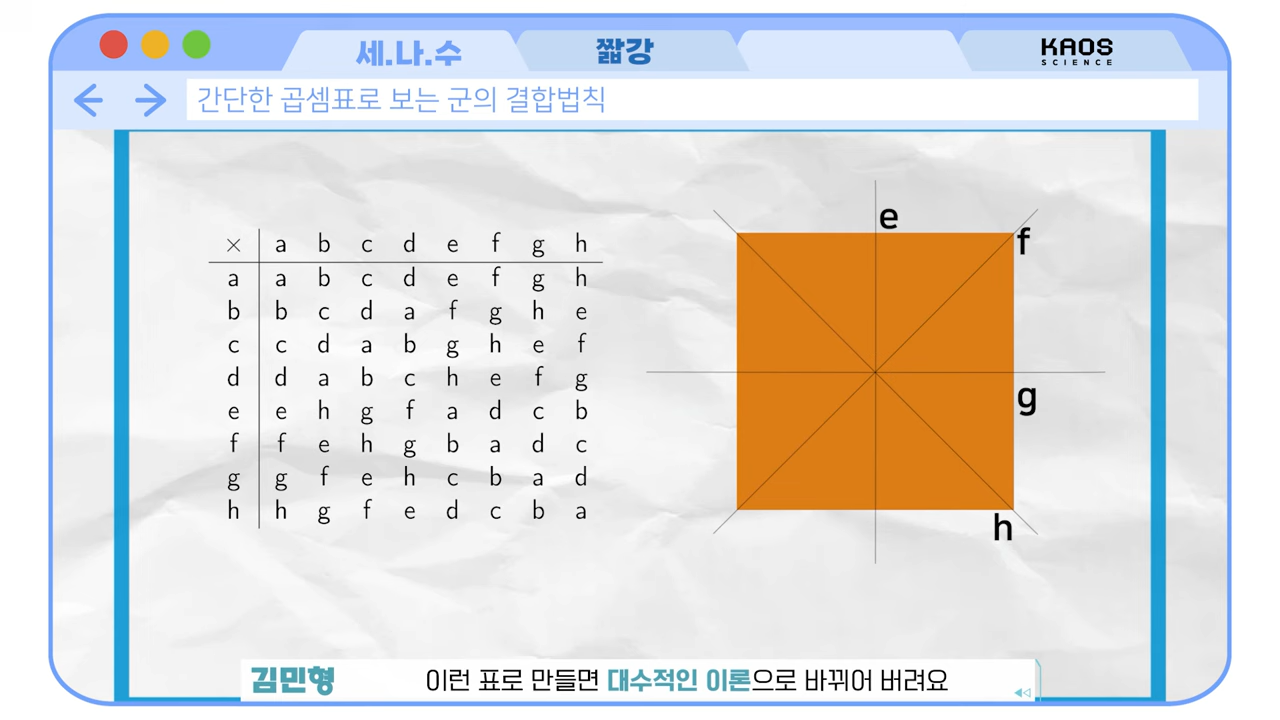 세.나.수
짧강
KAOS
SCIENCE
간단한 곱셈표로 보는 군의 결합법칙
× a b c d e f g h
a a b c d e f g h
b b c d a f g h e
c c d a b g h e f
d d a b c h e f g
e e h g f a d c b
f f e h g b a d c
g g f e h c b a d
h h g f e d c b a
e
f
g
h
김민형 이런 표로 만들면 대수적인 이론으로 바뀌어 버려요